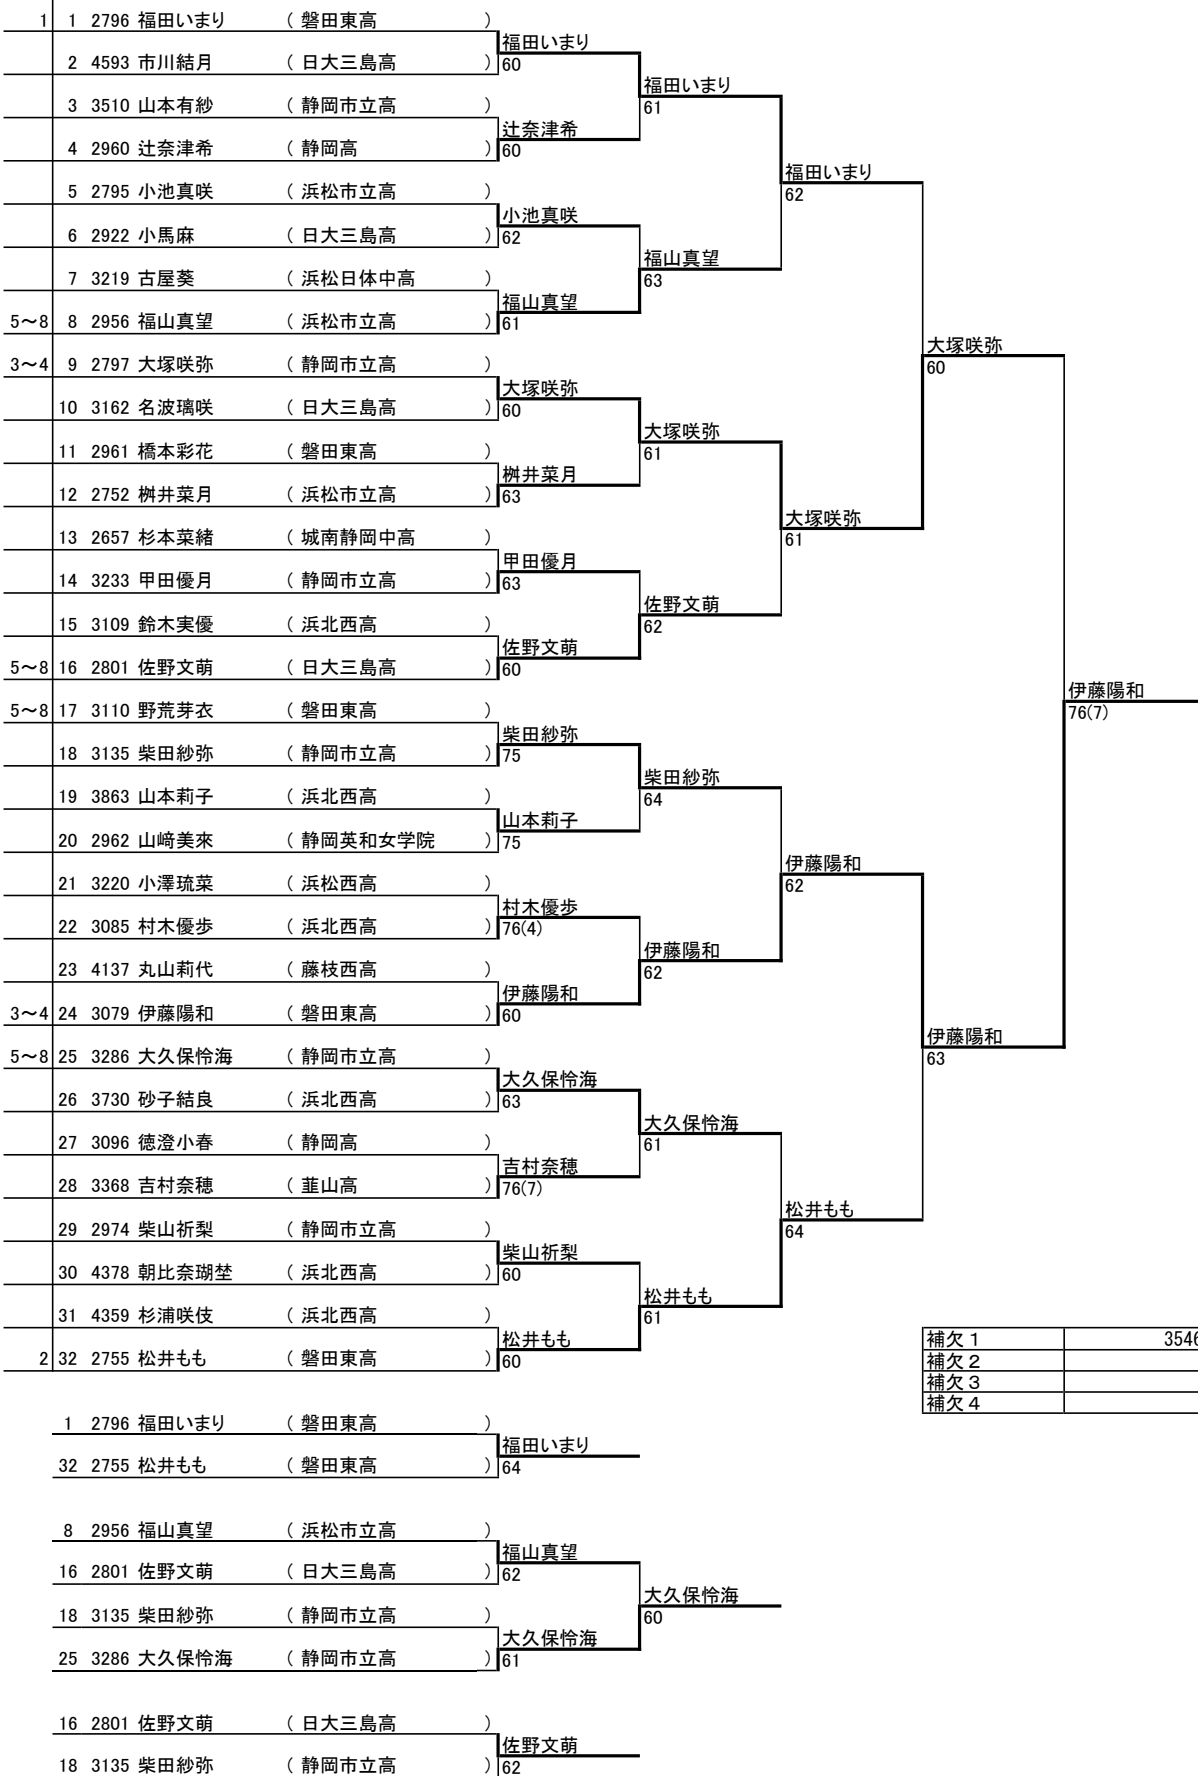 1 1 2796 福田いまり ( 磐田東高 )
福田いまり
2 4593 市川結月 ( 日大三島高 ) 60
福田いまり
3 3510 山本有紗 ( 静岡市立高 ) 61
辻奈津希
4 2960 辻奈津希 ( 静岡高 ) 60
福田いまり
5 2795 小池真咲 ( 浜松市立高 ) 62
小池真咲
6 2922 小馬麻 ( 日大三島高 ) 62
福山真望
7 3219 古屋葵 ( 浜松日体中高 ) 63
福山真望
5～8 8 2956 福山真望 ( 浜松市立高 ) 61
大塚咲弥
3～4 9 2797 大塚咲弥 ( 静岡市立高 ) 60
大塚咲弥
10 3162 名波璃咲 ( 日大三島高 ) 60
大塚咲弥
11 2961 橋本彩花 ( 磐田東高 ) 61
桝井菜月
12 2752 桝井菜月 ( 浜松市立高 ) 63
大塚咲弥
13 2657 杉本菜緒 ( 城南静岡中高 ) 61
甲田優月
14 3233 甲田優月 ( 静岡市立高 ) 63
佐野文萌
15 3109 鈴木実優 ( 浜北西高 ) 62
佐野文萌
5～8 16 2801 佐野文萌 ( 日大三島高 ) 60
伊藤陽和
5～8 17 3110 野荒芽衣 ( 磐田東高 ) 76(7)
柴田紗弥
18 3135 柴田紗弥 ( 静岡市立高 ) 75
柴田紗弥
19 3863 山本莉子 ( 浜北西高 ) 64
山本莉子
20 2962 山﨑美來 ( 静岡英和女学院 ) 75
伊藤陽和
21 3220 小澤琉菜 ( 浜松西高 ) 62
村木優歩
22 3085 村木優歩 ( 浜北西高 ) 76(4)
伊藤陽和
23 4137 丸山莉代 ( 藤枝西高 ) 62
伊藤陽和
3～4 24 3079 伊藤陽和 ( 磐田東高 ) 60
伊藤陽和
5～8 25 3286 大久保怜海 ( 静岡市立高 ) 63
大久保怜海
26 3730 砂子結良 ( 浜北西高 ) 63
大久保怜海
27 3096 徳澄小春 ( 静岡高 ) 61
吉村奈穂
28 3368 吉村奈穂 ( 韮山高 ) 76(7)
松井もも
29 2974 柴山祈梨 ( 静岡市立高 ) 64
柴山祈梨
30 4378 朝比奈瑚埜 ( 浜北西高 ) 60
松井もも
31 4359 杉浦咲伎 ( 浜北西高 ) 61
松井もも
補欠１ 3546
2 32 2755 松井もも ( 磐田東高 ) 60
補欠２
補欠３
補欠４
1 2796 福田いまり ( 磐田東高 )
福田いまり
32 2755 松井もも ( 磐田東高 ) 64
8 2956 福山真望 ( 浜松市立高 )
福山真望
16 2801 佐野文萌 ( 日大三島高 ) 62
大久保怜海
18 3135 柴田紗弥 ( 静岡市立高 ) 60
大久保怜海
25 3286 大久保怜海 ( 静岡市立高 ) 61
16 2801 佐野文萌 ( 日大三島高 )
佐野文萌
18 3135 柴田紗弥 ( 静岡市立高 ) 62